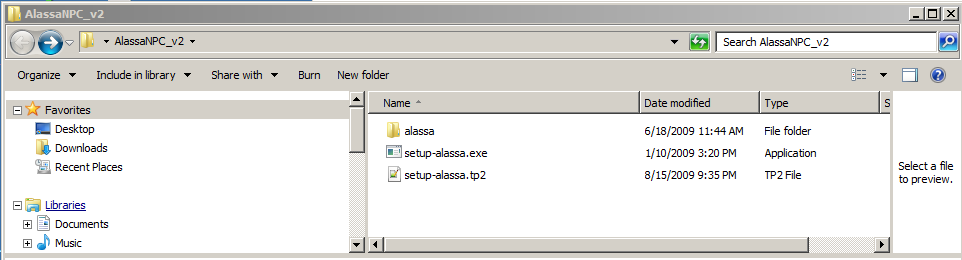 AlassaNPC_v2
AlassaNPC_v2
Search AlassaNPC_v2
Organize Include in library Share with Burn New folder
Favorites
Desktop
Downloads
Recent Places
Libraries
Documents
Music
Name Date modified Type S
alassa 6/18/2009 11:44 AM File folder
setup-alassa.exe 1/10/2009 3:20 PM Application
setup-alassa.tp2 8/15/2009 9:35 PM TP2 File
Select a file
to preview.